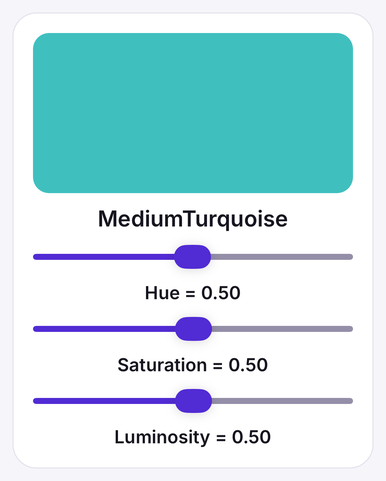 MediumTurquoise
Hue = 0.50
Saturation = 0.50
Luminosity = 0.50